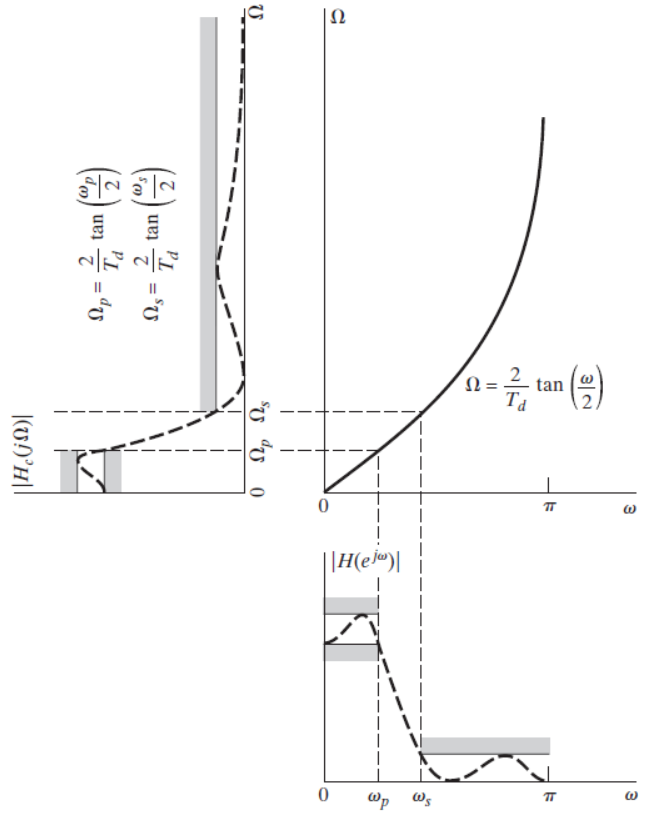 Ω
Ω
Ω_p = 2/T_d tan (ω_p/2)
Ω_s = 2/T_d tan (ω_s/2)
Ω = 2/T_d tan (ω/2)
|H_c(jΩ)|
0
Ω_p
Ω_s
0
π
ω
|H(e^{jω})|
0
ω_p
ω_s
π
ω